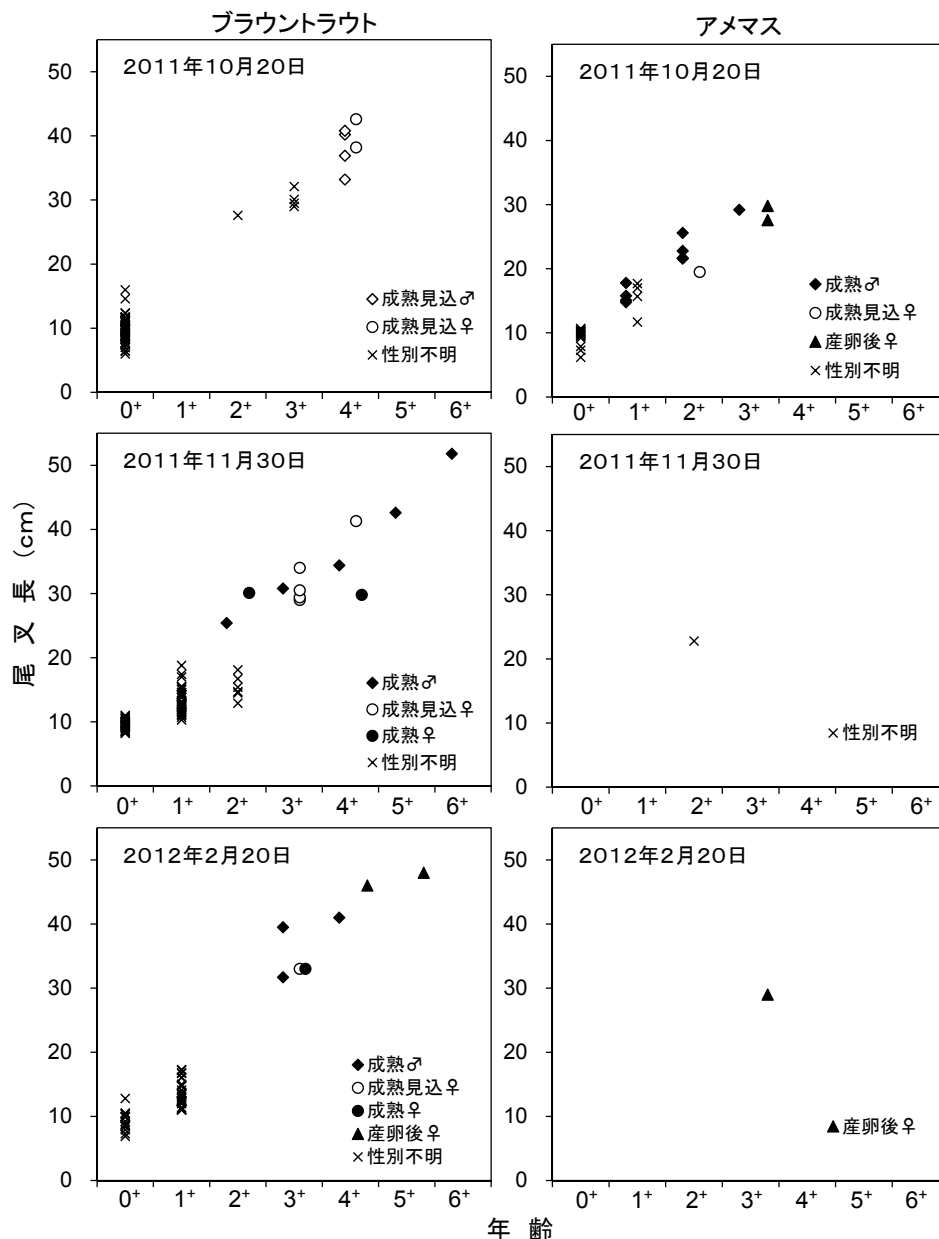 ブラウントラウト
アメマス
2011年10月20日
50
40
30
20
10
0
0+ 1+ 2+ 3+ 4+ 5+ 6+
成熟見込♂
成熟見込♀
性別不明
2011年10月20日
50
40
30
20
10
0
0+ 1+ 2+ 3+ 4+ 5+ 6+
成熟♂
成熟見込♀
産卵後♀
性別不明
尾叉長(cm)
2011年11月30日
50
40
30
20
10
0
0+ 1+ 2+ 3+ 4+ 5+ 6+
成熟♂
成熟見込♀
成熟♀
性別不明
2011年11月30日
50
40
30
20
10
0
0+ 1+ 2+ 3+ 4+ 5+ 6+
性別不明
2012年2月20日
50
40
30
20
10
0
0+ 1+ 2+ 3+ 4+ 5+ 6+
成熟♂
成熟見込♀
成熟♀
産卵後♀
性別不明
2012年2月20日
50
40
30
20
10
0
0+ 1+ 2+ 3+ 4+ 5+ 6+
産卵後♀
年齢